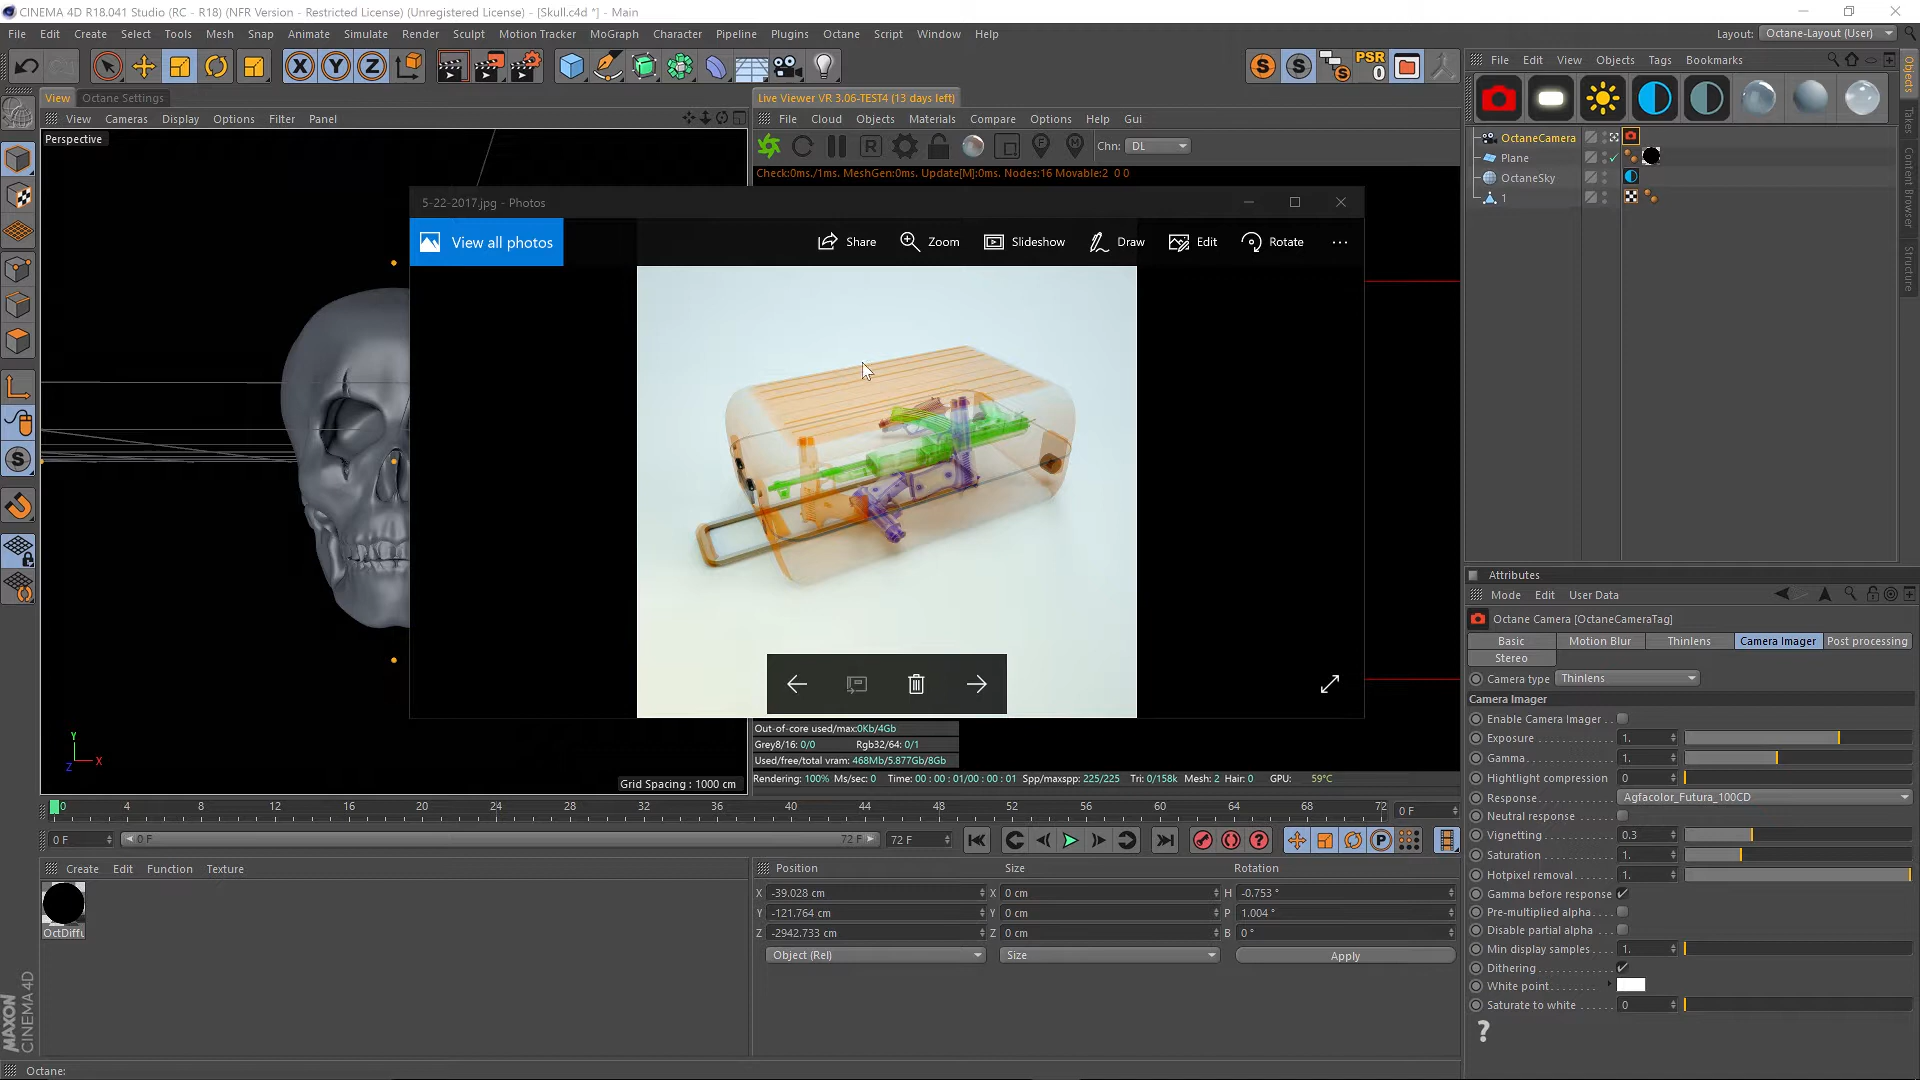 CINEMA 4D R18.041 Studio (RC - R18) (NFR Version - Restricted License) (Unregistered License) - [Skull.c4d *] - Main
File Edit Create Select Tools Mesh Snap Animate Simulate Render Sculpt Motion Tracker MoGraph Character Pipeline Plugins Octane Script Window Help
Layout: Octane-Layout (User)
X Y Z
S S PSR 0
File Edit View Objects Tags Bookmarks
View Octane Settings
Live Viewer VR 3.06-TEST4 (13 days left)
View Cameras Display Options Filter Panel
File Cloud Objects Materials Compare Options Help Gui
Perspective
R M Chn: DL
Check:0ms./1ms. MeshGen:0ms. Update[M]:0ms. Nodes:16 Movable:2 0 0
OctaneCamera
Plane
OctaneSky
1
Objects
Takes
Content Browser
Structure
5-22-2017.jpg - Photos
View all photos Share Zoom Slideshow Draw Edit Rotate ...
Attributes
Mode Edit User Data
Octane Camera [OctaneCameraTag]
Basic Motion Blur Thinlens Camera Imager Post processing
Stereo
Camera type Thinlens
Camera Imager
Enable Camera Imager . .
Exposure 1.
Gamma 1.
Hightlight compression 0
Response Agfacolor_Futura_100CD
Neutral response
Vignetting 0.3
Saturation 1.
Hotpixel removal 1.
Gamma before response
Pre-multiplied alpha
Disable partial alpha
Min display samples 1.
Dithering
White point
Saturate to white 0
?
Y
Z X
Grid Spacing : 1000 cm
Out-of-core used/max:0Kb/4Gb
Grey8/16: 0/0 Rgb32/64: 0/1
Used/free/total vram: 468Mb/5.877Gb/8Gb
Rendering: 100% Ms/sec: 0 Time: 00 : 00 : 01/00 : 00 : 01 Spp/maxspp: 225/225 Tri: 0/158k Mesh: 2 Hair: 0 GPU: 59°C
0 4 8 12 16 20 24 28 32 36 40 44 48 52 56 60 64 68 72 0 F
0 F 0 F 72 F 72 F
Create Edit Function Texture
OctDiffu
Position Size Rotation
X -39.028 cm X 0 cm H -0.753 °
Y -121.764 cm Y 0 cm P 1.004 °
Z -2942.733 cm Z 0 cm B 0 °
Object (Rel) Size Apply
MAXON CINEMA 4D
Octane: